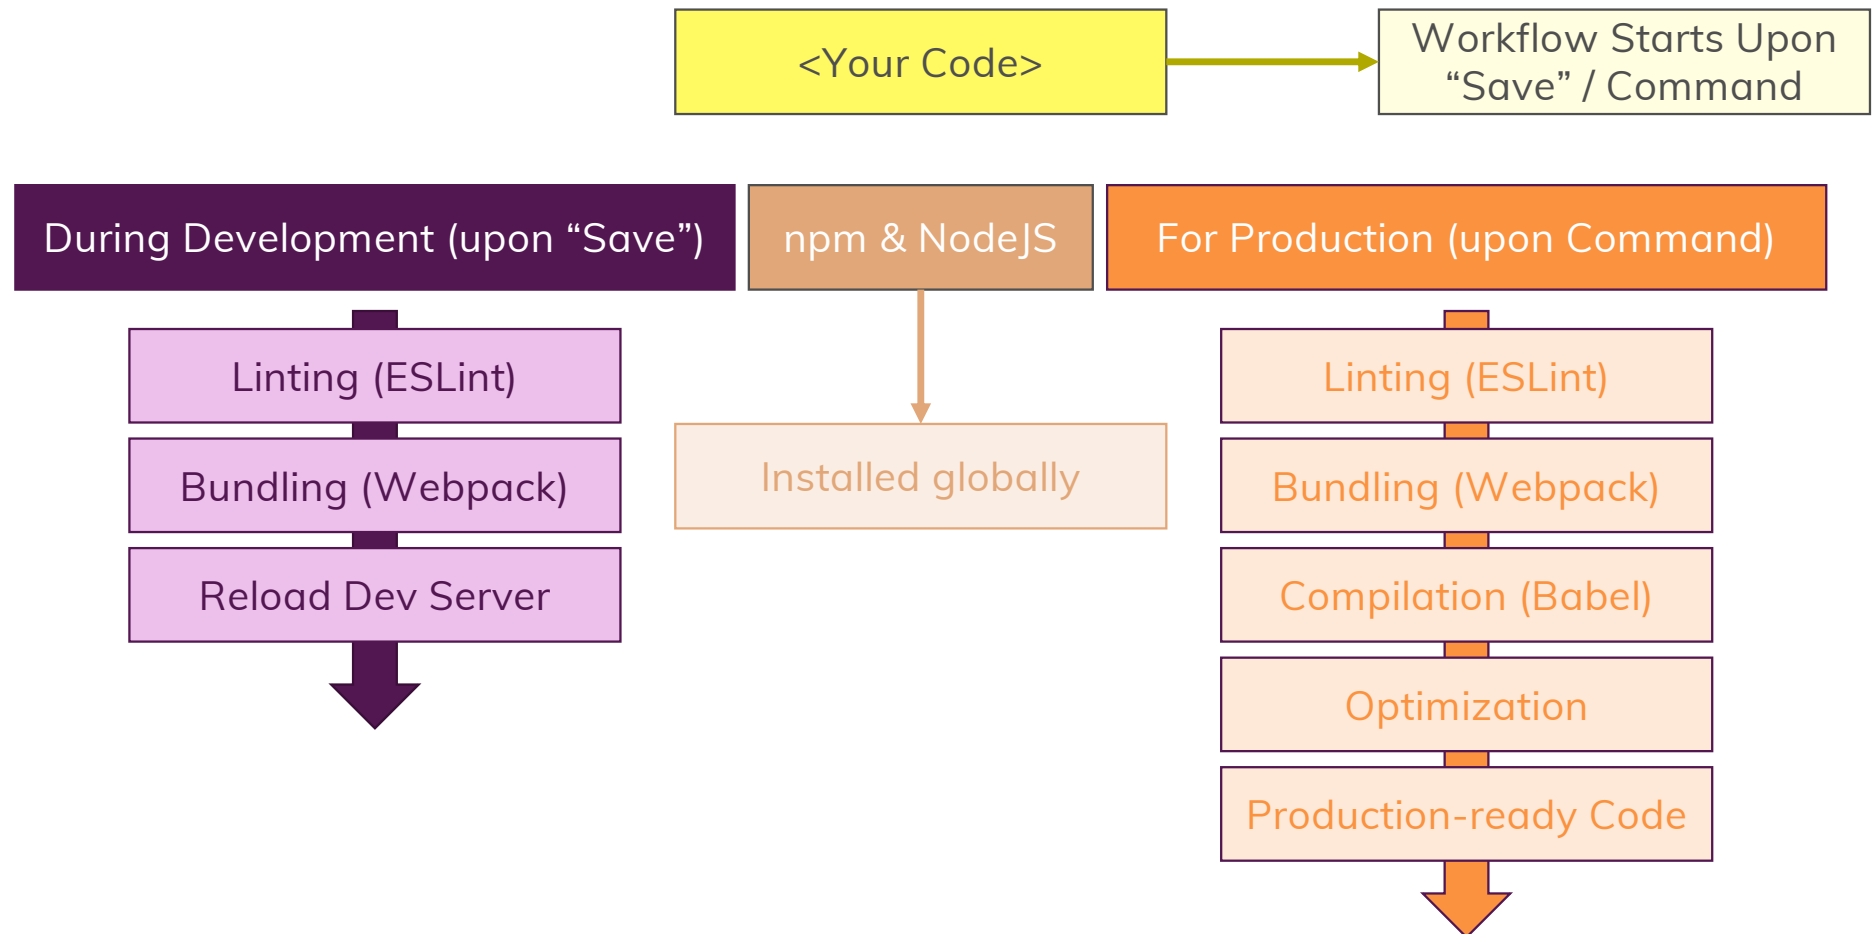 <Your Code>
Workflow Starts Upon
“Save” / Command
During Development (upon “Save”)
npm & NodeJS
For Production (upon Command)
Linting (ESLint)
Bundling (Webpack)
Reload Dev Server
Installed globally
Linting (ESLint)
Bundling (Webpack)
Compilation (Babel)
Optimization
Production-ready Code